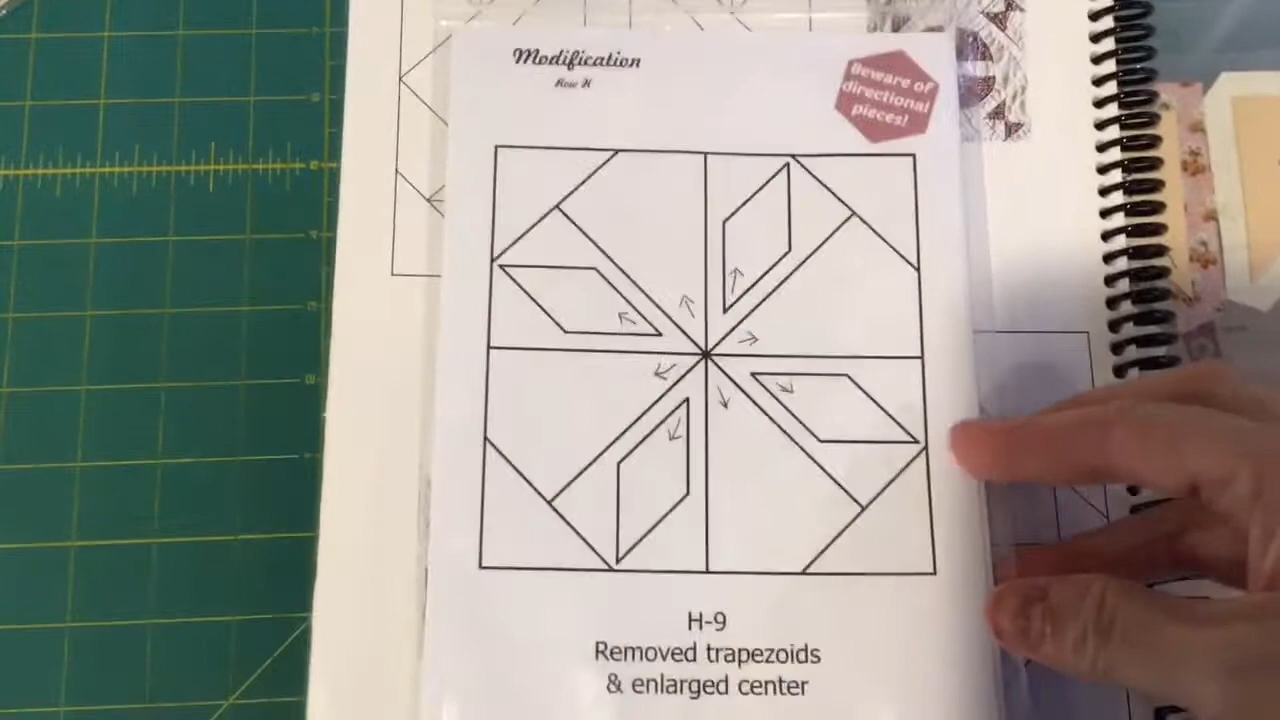 Modification
Row H
Beware of
directional
pieces!
H-9
Removed trapezoids
& enlarged center